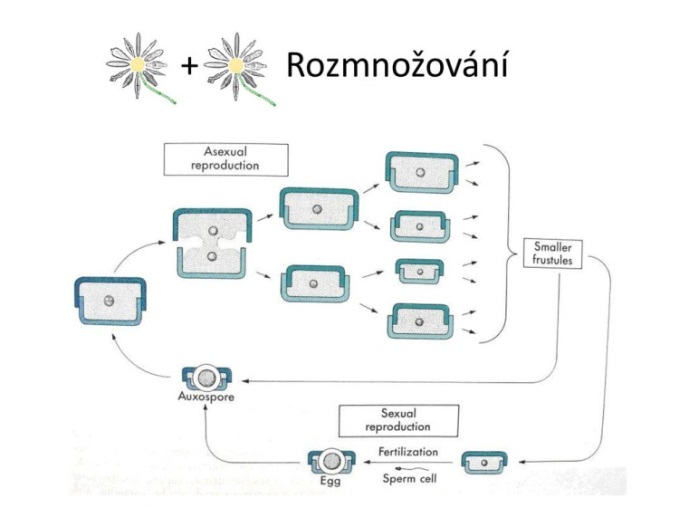 + Rozmnožování
Asexual
reproduction
Smaller
frustules
Auxospore
Sexual
reproduction
Fertilization
Egg
Sperm cell